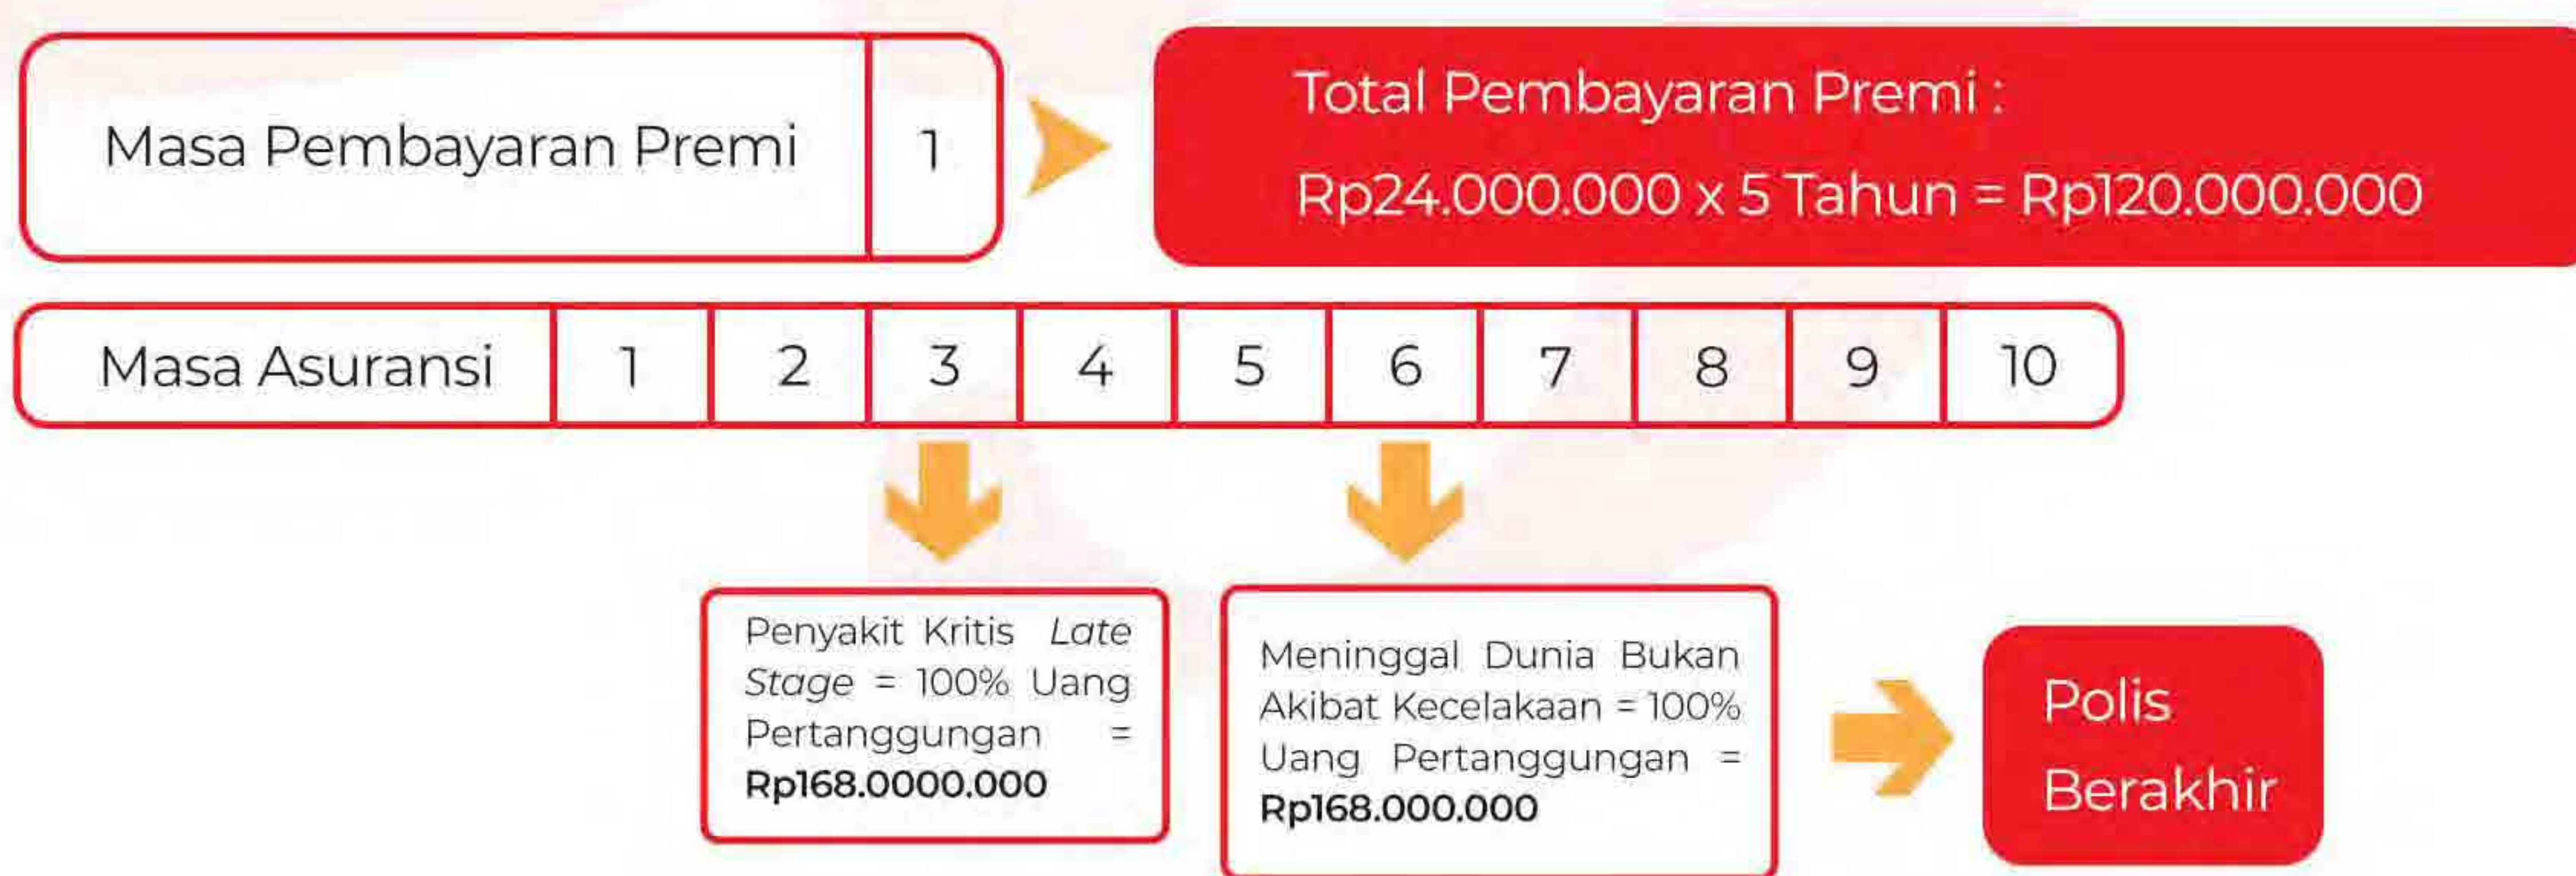 Masa Pembayaran Premi 1
Total Pembayaran Premi :
Rp24.000.000 x 5 Tahun = Rp120.000.000
Masa Asuransi 1 2 3 4 5 6 7 8 9 10
Penyakit Kritis Late
Stage = 100% Uang
Pertanggungan =
Rp168.0000.000
Meninggal Dunia Bukan
Akibat Kecelakaan = 100%
Uang Pertanggungan =
Rp168.000.000
Polis
Berakhir